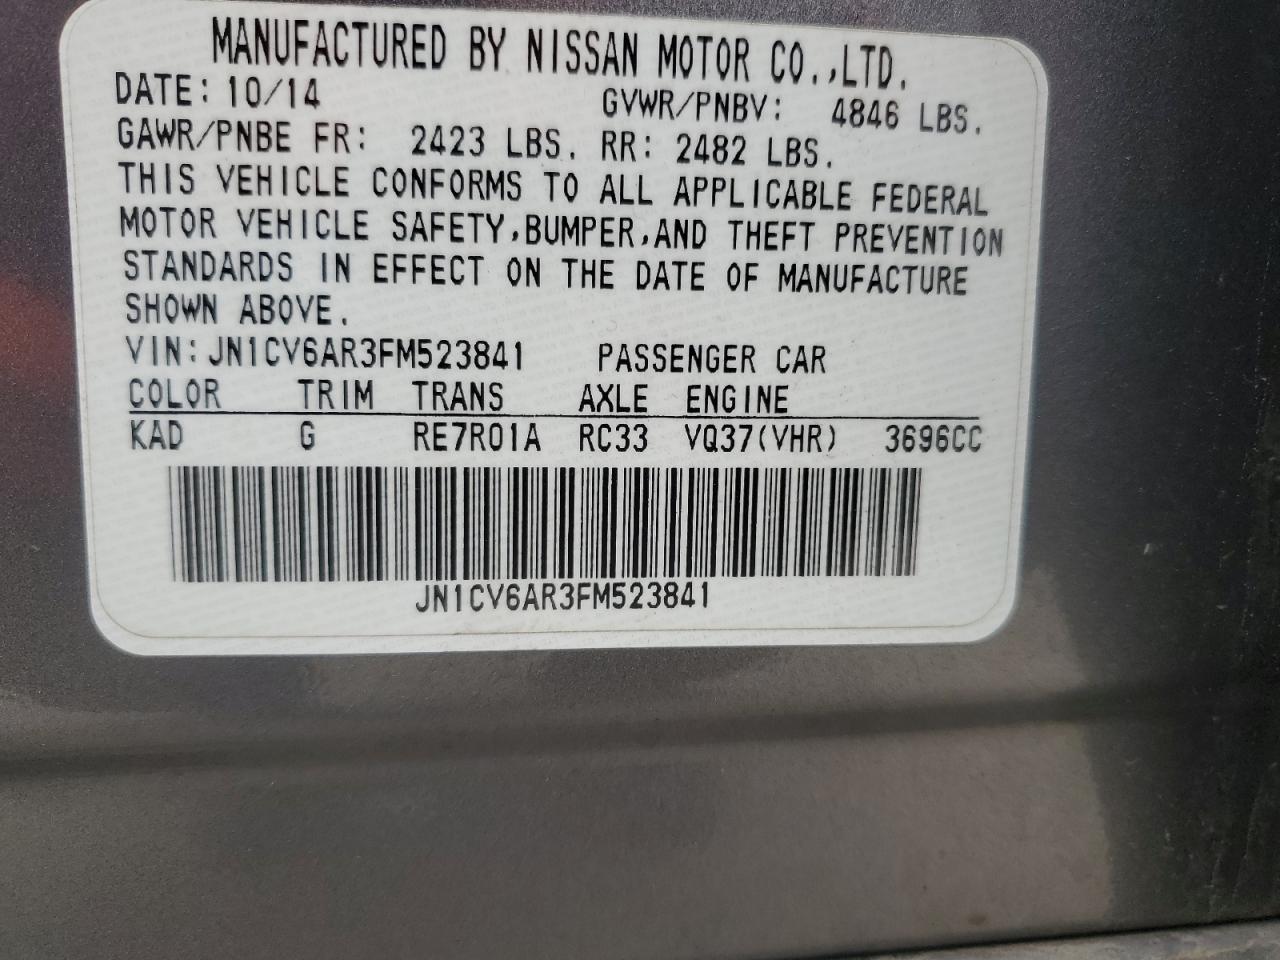 MANUFACTURED BY NISSAN MOTOR CO.,LTD.
DATE: 10/14 GVWR/PNBV: 4846 LBS.
GAWR/PNBE FR: 2423 LBS. RR: 2482 LBS.
THIS VEHICLE CONFORMS TO ALL APPLICABLE FEDERAL
MOTOR VEHICLE SAFETY,BUMPER,AND THEFT PREVENTION
STANDARDS IN EFFECT ON THE DATE OF MANUFACTURE
SHOWN ABOVE.
VIN:JN1CV6AR3FM523841 PASSENGER CAR
COLOR TRIM TRANS AXLE ENGINE
KAD G RE7R01A RC33 VQ37(VHR) 3696CC
JN1CV6AR3FM523841